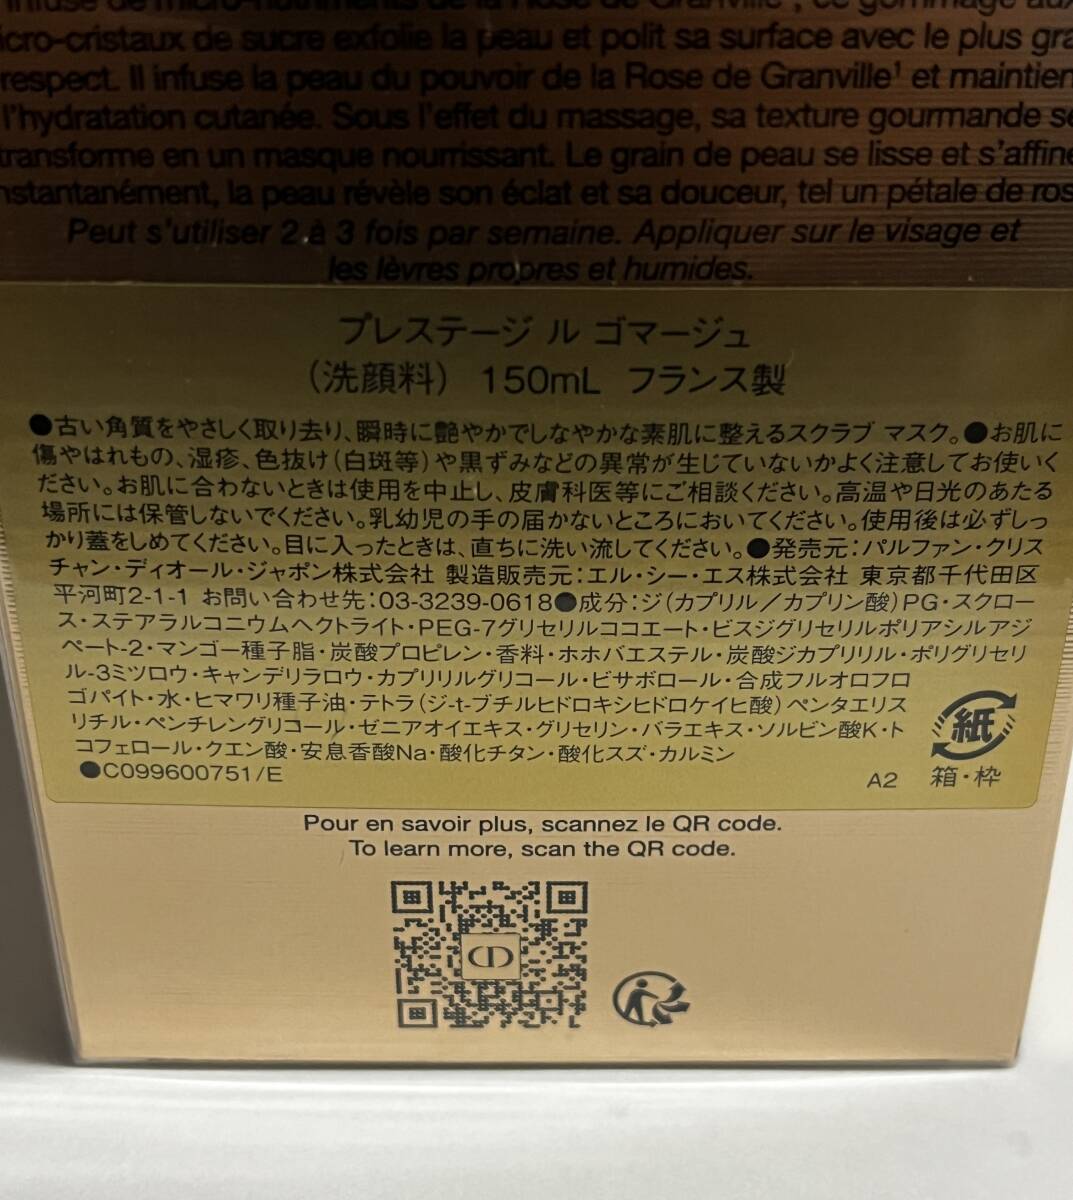 infuse de micro-nutriments de la Rose de Granville¹, ce gommage aux
icro-cristaux de sucre exfolie la peau et polit sa surface avec le plus gra
respect. Il infuse la peau du pouvoir de la Rose de Granville¹ et maintien
l'hydratation cutanée. Sous l'effet du massage, sa texture gourmande se
transforme en un masque nourrissant. Le grain de peau se lisse et s'affine
nstantanément, la peau révèle son éclat et sa douceur, tel un pétale de ros
Peut s'utiliser 2 à 3 fois par semaine. Appliquer sur le visage et
les lèvres propres et humides.
プレステージ ル ゴマージュ
（洗顔料） 150mL フランス製
●古い角質をやさしく取り去り、瞬時に艶やかでしなやかな素肌に整えるスクラブ マスク。●お肌に
傷やはれもの、湿疹、色抜け（白斑等）や黒ずみなどの異常が生じていないかよく注意してお使いく
ださい。お肌に合わないときは使用を中止し、皮膚科医等にご相談ください。高温や日光のあたる
場所には保管しないでください。乳幼児の手の届かないところにおいてください。使用後は必ずしっ
かり蓋をしめてください。目に入ったときは、直ちに洗い流してください。●発売元：パルファン・クリス
チャン・ディオール・ジャポン株式会社 製造販売元：エル・シー・エス株式会社 東京都千代田区
平河町2-1-1 お問い合わせ先：03-3239-0618●成分：ジ（カプリル／カプリン酸）PG・スクロー
ス・ステアラルコニウムヘクトライト・PEG-7グリセリルココエート・ビスジグリセリルポリアシルアジ
ペート-2・マンゴー種子脂・炭酸プロピレン・香料・ホホバエステル・炭酸ジカプリリル・ポリグリセリ
ル-3ミツロウ・キャンデリラロウ・カプリリルグリコール・ビサボロール・合成フルオロフロ
ゴパイト・水・ヒマワリ種子油・テトラ（ジ-t-ブチルヒドロキシヒドロケイヒ酸）ペンタエリス
リチル・ペンチレングリコール・ゼニアオイエキス・グリセリン・バラエキス・ソルビン酸K・ト
コフェロール・クエン酸・安息香酸Na・酸化チタン・酸化スズ・カルミン
●C099600751/E
A2
紙
箱・枠
Pour en savoir plus, scannez le QR code.
To learn more, scan the QR code.
CD